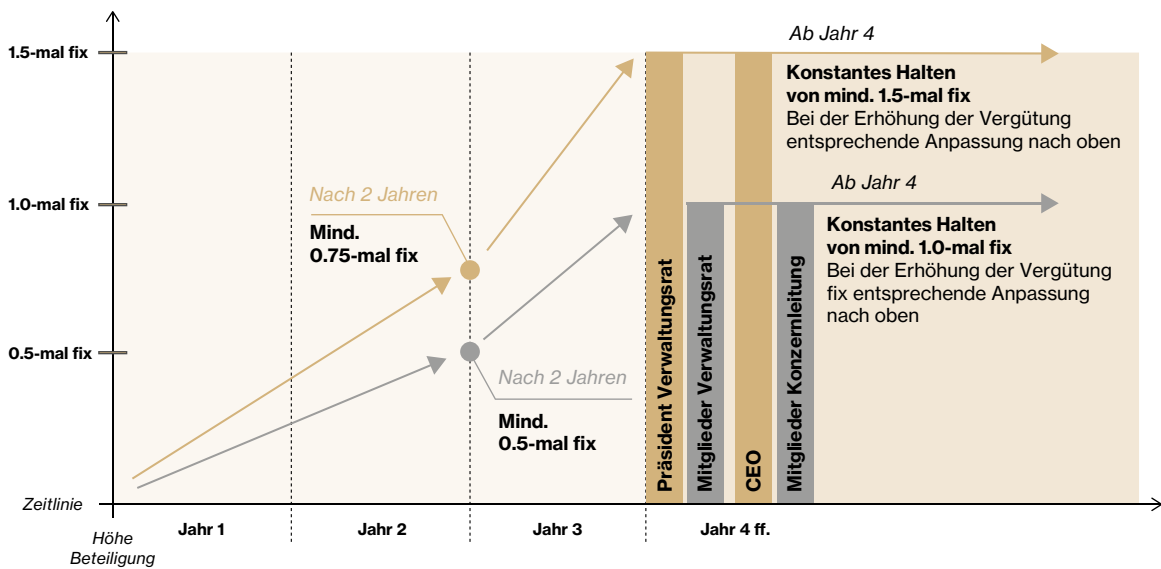 1.5-mal fix
1.0-mal fix
0.5-mal fix
Zeitlinie
Höhe
Beteiligung
Jahr 1
Jahr 2
Jahr 3
Jahr 4 ff.
Nach 2 Jahren
Mind.
0.75-mal fix
Nach 2 Jahren
Mind.
0.5-mal fix
Präsident Verwaltungsrat
Mitglieder Verwaltungsrat
CEO
Mitglieder Konzernleitung
Ab Jahr 4
Konstantes Halten
von mind. 1.5-mal fix
Bei der Erhöhung der Vergütung
entsprechende Anpassung nach oben
Ab Jahr 4
Konstantes Halten
von mind. 1.0-mal fix
Bei der Erhöhung der Vergütung
fix entsprechende Anpassung
nach oben